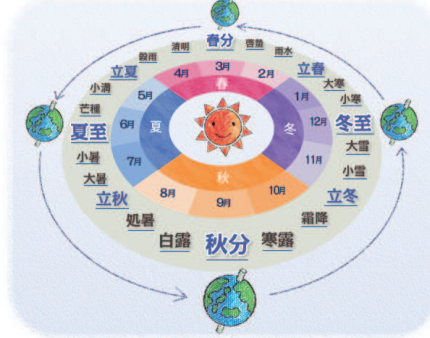 春分
啓蟄
雨水
立春
大寒
小寒
冬至
大雪
小雪
立冬
霜降
寒露
秋分
白露
処暑
立秋
大暑
小暑
夏至
芒種
小満
立夏
穀雨
清明
3月
2月
1月
12月
11月
10月
9月
8月
7月
6月
5月
4月
春
冬
秋
夏